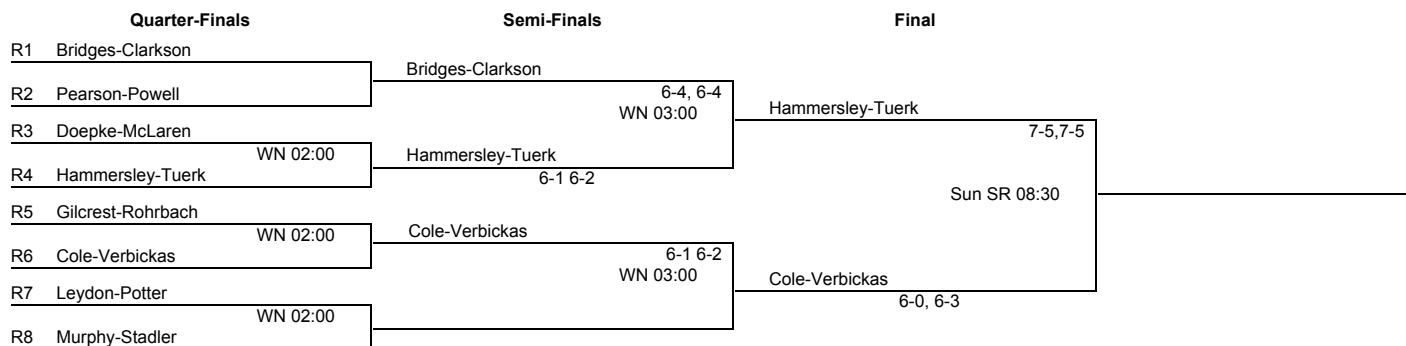 Quarter-Finals Semi-Finals Final
R1 Bridges-Clarkson
Bridges-Clarkson
R2 Pearson-Powell
6-4, 6-4
WN 03:00
Hammersley-Tuerk
R3 Doepke-McLaren
7-5,7-5
WN 02:00
Hammersley-Tuerk
R4 Hammersley-Tuerk
6-1 6-2
Sun SR 08:30
R5 Gilcrest-Rohrbach
WN 02:00
Cole-Verbickas
R6 Cole-Verbickas
6-1 6-2
WN 03:00
Cole-Verbickas
R7 Leydon-Potter
6-0, 6-3
WN 02:00
R8 Murphy-Stadler